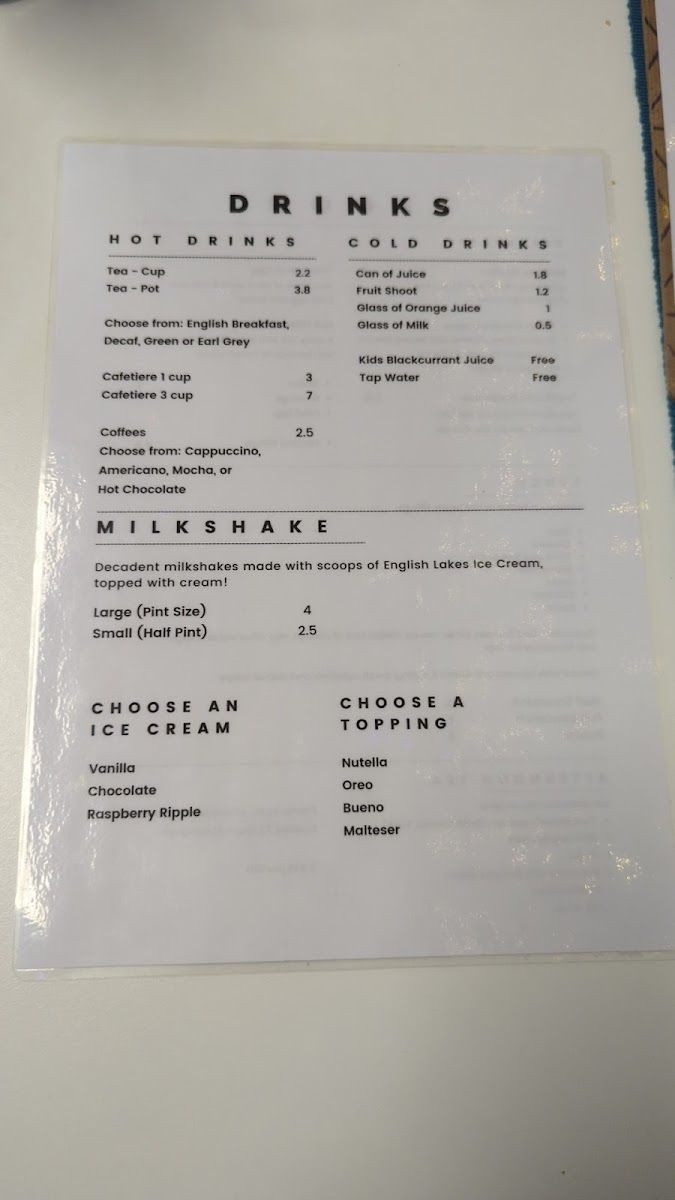 DRINKS
HOT DRINKS
Tea - Cup 2.2
Tea - Pot 3.8
Choose from: English Breakfast,
Decaf, Green or Earl Grey
Cafetiere 1 cup 3
Cafetiere 3 cup 7
Coffees 2.5
Choose from: Cappuccino,
Americano, Mocha, or
Hot Chocolate
COLD DRINKS
Can of Juice 1.8
Fruit Shoot 1.2
Glass of Orange Juice 1
Glass of Milk 0.5
Kids Blackcurrant Juice Free
Tap Water Free
MILKSHAKE
Decadent milkshakes made with scoops of English Lakes Ice Cream,
topped with cream!
Large (Pint Size) 4
Small (Half Pint) 2.5
CHOOSE AN
ICE CREAM
Vanilla
Chocolate
Raspberry Ripple
CHOOSE A
TOPPING
Nutella
Oreo
Bueno
Malteser